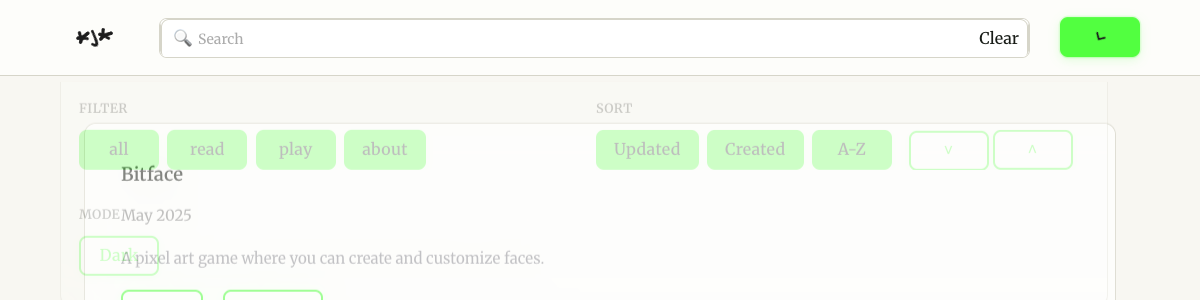 Search
Clear
FILTER
SORT
all
read
play
about
Updated
Created
A-Z
Bitface
MODE
May 2025
Dark
A pixel art game where you can create and customize faces.